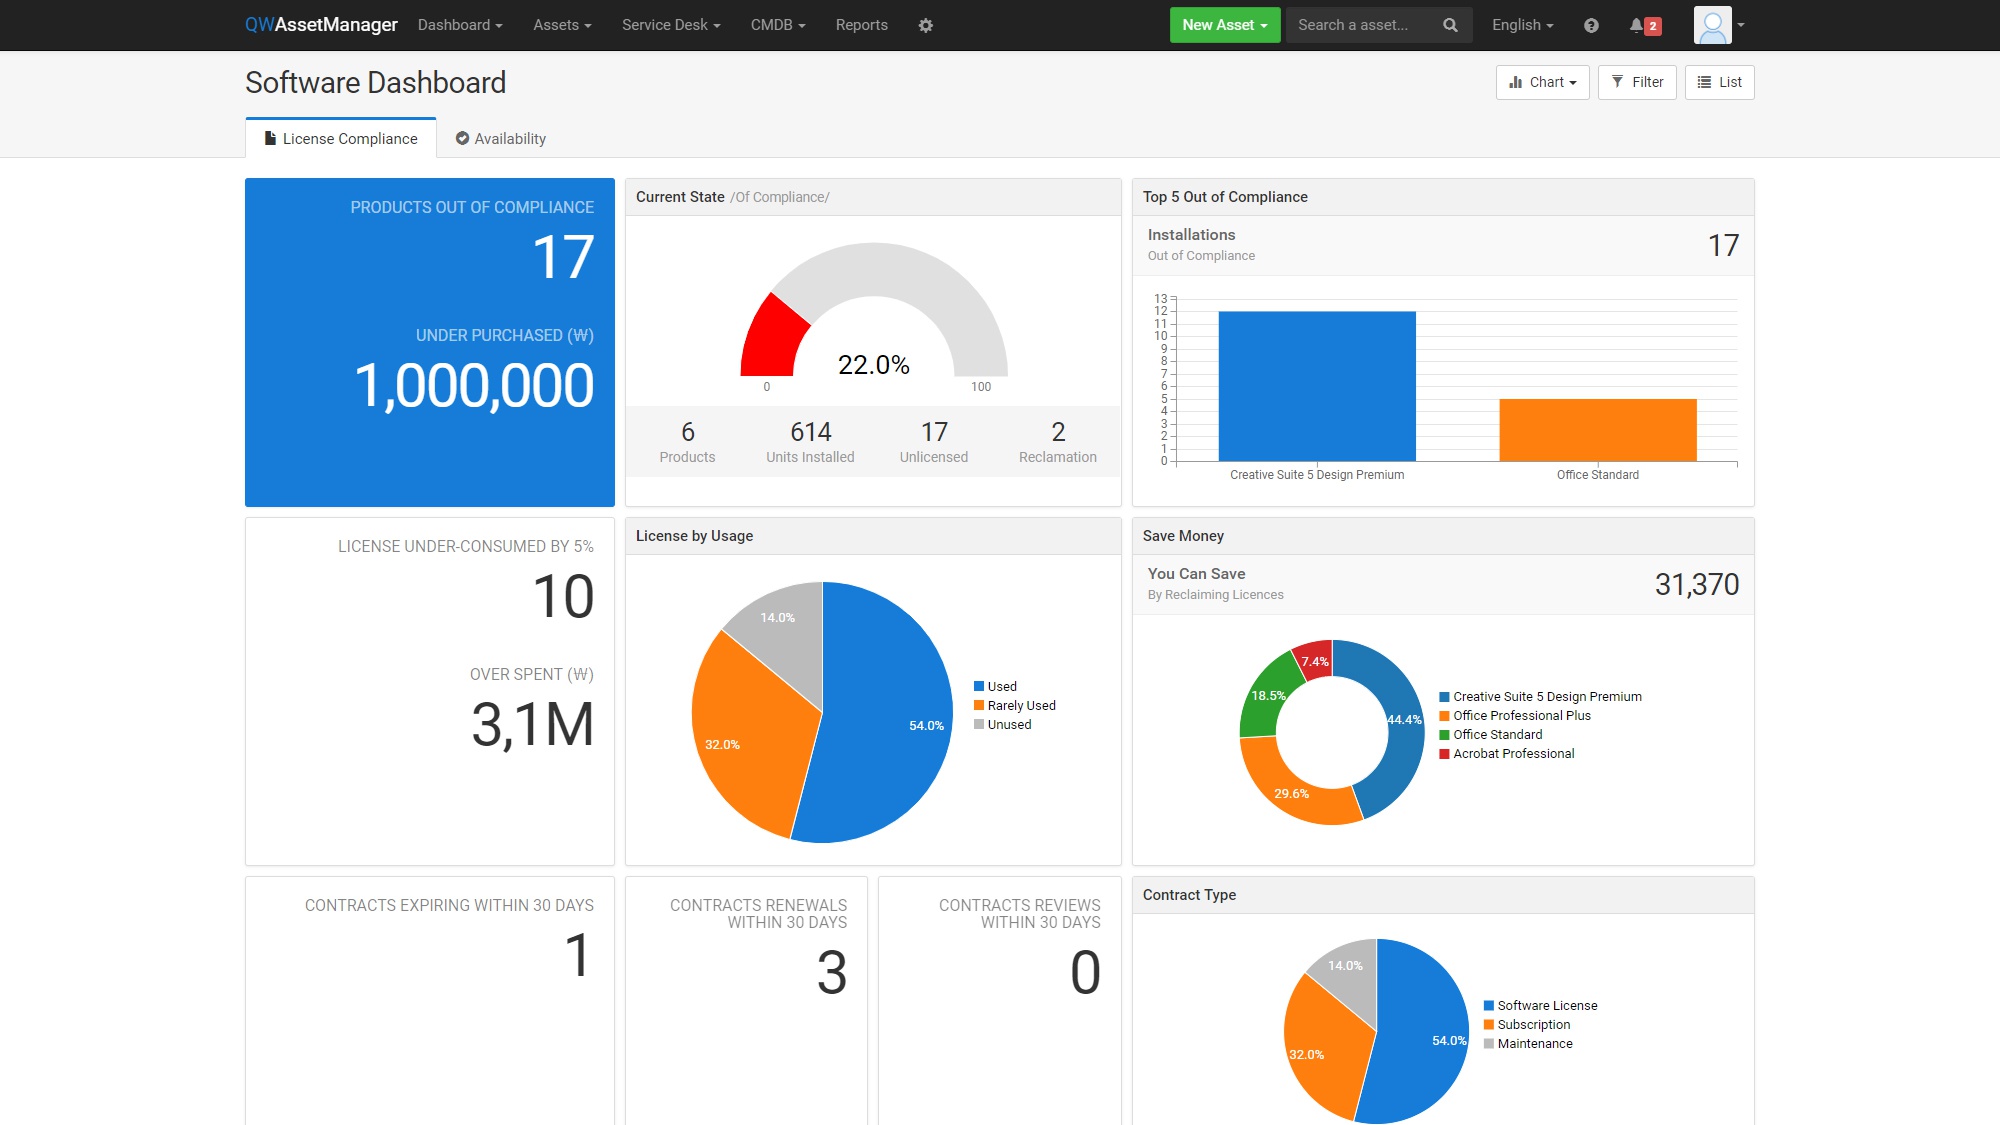 QWAssetManager Dashboard Assets Service Desk CMDB Reports New Asset Search a asset... English 2
Software Dashboard
Chart Filter List
License Compliance Availability
PRODUCTS OUT OF COMPLIANCE
17
UNDER PURCHASED (₩)
1,000,000
Current State /Of Compliance/
22.0%
0 100
6 614 17 2
Products Units Installed Unlicensed Reclamation
Top 5 Out of Compliance
Installations
Out of Compliance
17
13
12
11
10
9
8
7
6
5
4
3
2
1
0
Creative Suite 5 Design Premium Office Standard
LICENSE UNDER-CONSUMED BY 5%
10
OVER SPENT (₩)
3,1M
License by Usage
14.0%
54.0%
32.0%
Used
Rarely Used
Unused
Save Money
You Can Save
By Reclaiming Licences
31,370
7.4%
18.5%
44.4%
29.6%
Creative Suite 5 Design Premium
Office Professional Plus
Office Standard
Acrobat Professional
CONTRACTS EXPIRING WITHIN 30 DAYS
1
CONTRACTS RENEWALS
WITHIN 30 DAYS
3
CONTRACTS REVIEWS
WITHIN 30 DAYS
0
Contract Type
14.0%
54.0%
32.0%
Software License
Subscription
Maintenance